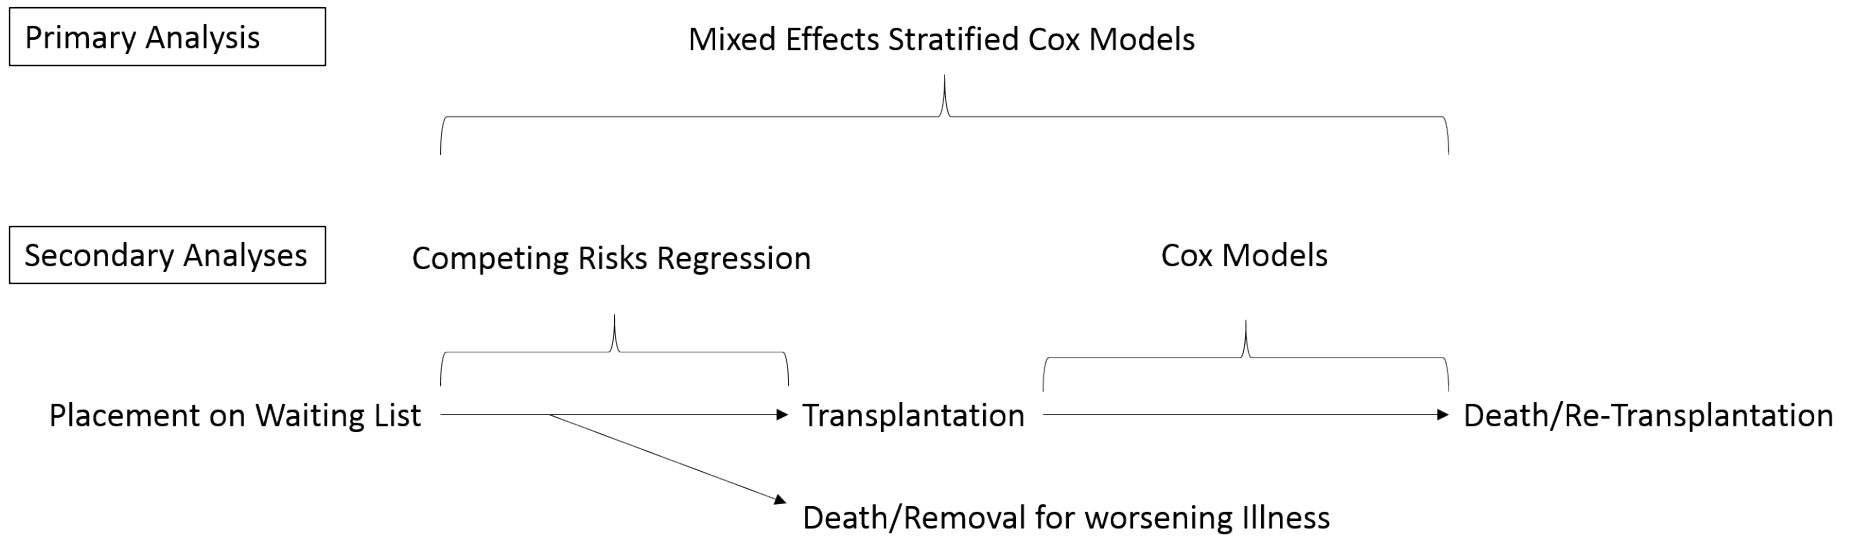 Primary Analysis
Mixed Effects Stratified Cox Models
Secondary Analyses
Competing Risks Regression
Cox Models
Placement on Waiting List
Transplantation
Death/Re-Transplantation
Death/Removal for worsening Illness